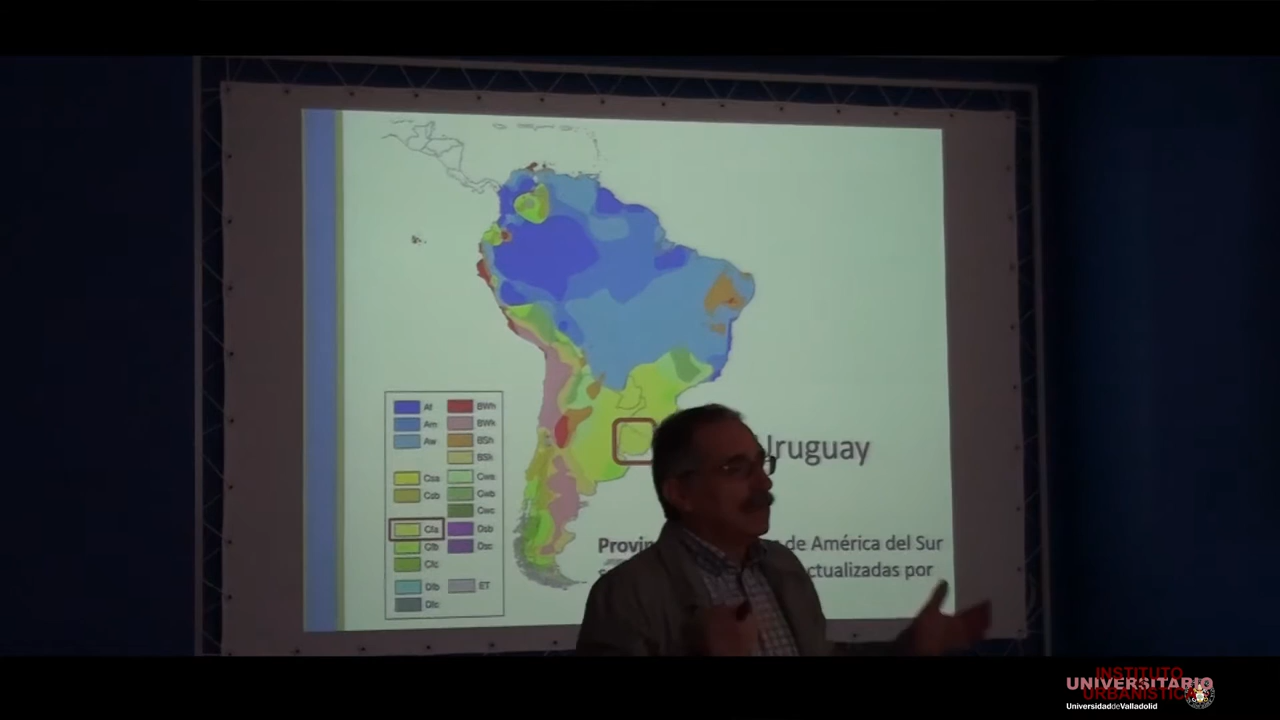 Af
Am
Aw
Csa
Csb
Cfa
Cfb
Cfc
Dfb
Dfc
BWh
BWk
BSh
BSk
Cwa
Cwb
Cwc
Dsb
Dsc
ET
Uruguay
de América del Sur
ctualizadas por
INSTITUTO
UNIVERSITARIO
URBANÍSTICA
UniversidaddeValladolid